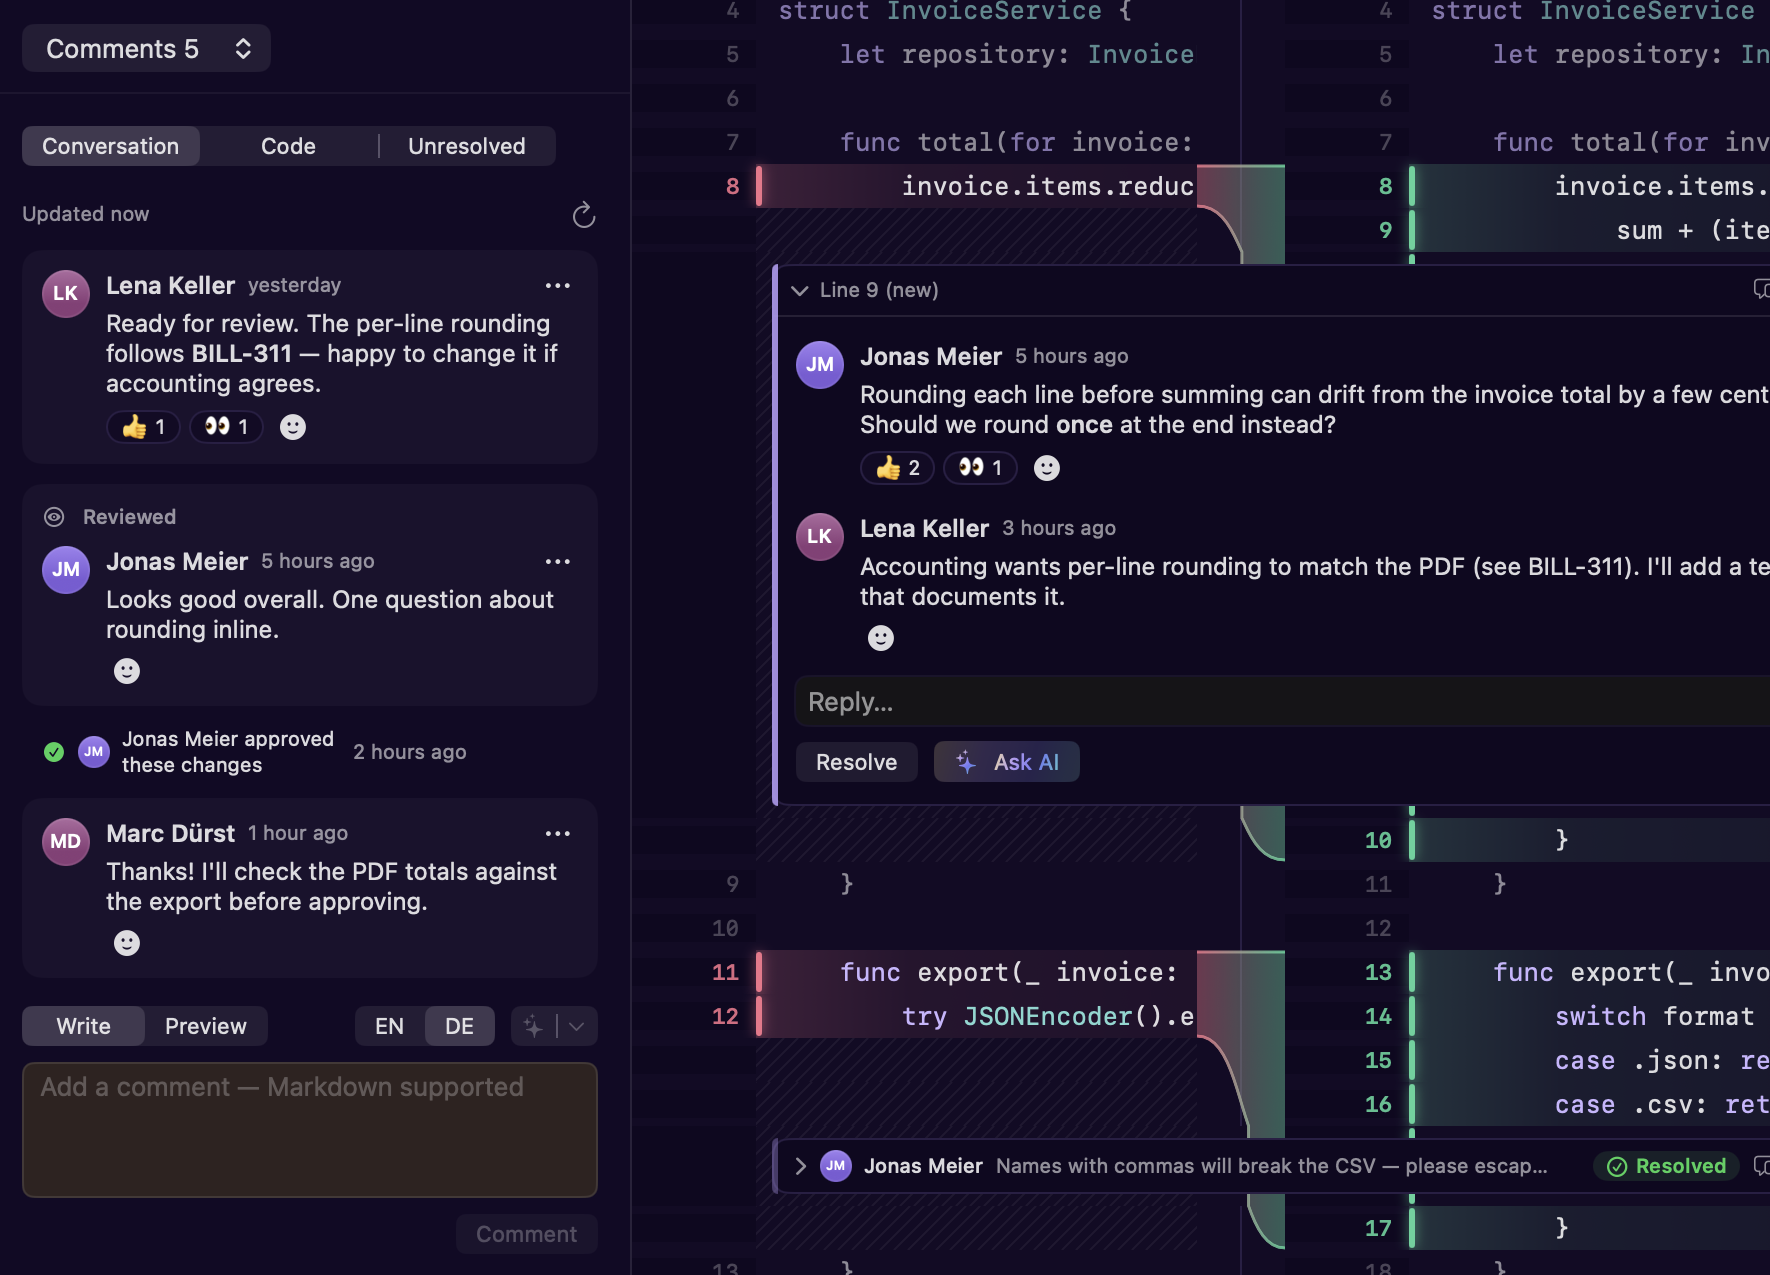 Comments 5
Conversation
Code
Unresolved
Updated now
LK
Lena Keller yesterday
Ready for review. The per-line rounding
follows BILL-311 — happy to change it if
accounting agrees.
👍 1 👀 1
Reviewed
JM
Jonas Meier 5 hours ago
Looks good overall. One question about
rounding inline.
JM
Jonas Meier approved
these changes
2 hours ago
MD
Marc Dürst 1 hour ago
Thanks! I'll check the PDF totals against
the export before approving.
Write
Preview
EN
DE
Add a comment — Markdown supported
Comment
4 struct InvoiceService {
5 let repository: Invoice
6
7 func total(for invoice:
8 invoice.items.reduc
4 struct InvoiceService
5 let repository: In
6
7 func total(for inv
8 invoice.items.
9 sum + (ite
Line 9 (new)
JM
Jonas Meier 5 hours ago
Rounding each line before summing can drift from the invoice total by a few cent
Should we round once at the end instead?
👍 2 👀 1
LK
Lena Keller 3 hours ago
Accounting wants per-line rounding to match the PDF (see BILL-311). I'll add a te
that documents it.
Reply...
Resolve
Ask AI
9 }
10
11 func export(_ invoice:
12 try JSONEncoder().e
10 }
11 }
12
13 func export(_ invo
14 switch format
15 case .json: re
16 case .csv: ret
JM
Jonas Meier Names with commas will break the CSV — please escap...
Resolved
17 }
13 }
18 }